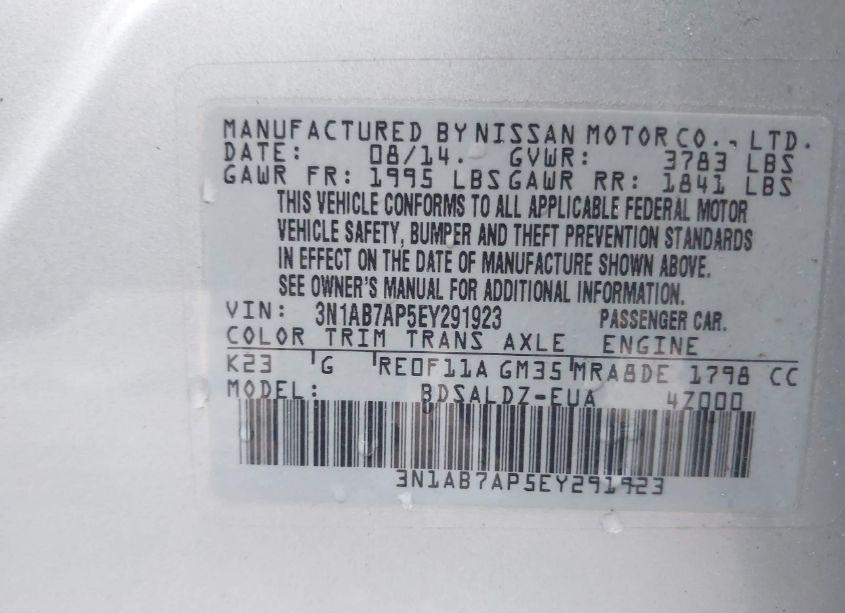 MANUFACTURED BY NISSAN MOTOR CO., LTD.
DATE: 08/14. GVWR: 3783 LBS
GAWR FR: 1995 LBS GAWR RR: 1841 LBS
THIS VEHICLE CONFORMS TO ALL APPLICABLE FEDERAL MOTOR
VEHICLE SAFETY, BUMPER AND THEFT PREVENTION STANDARDS
IN EFFECT ON THE DATE OF MANUFACTURE SHOWN ABOVE.
SEE OWNER'S MANUAL FOR ADDITIONAL INFORMATION.
VIN: 3N1AB7AP5EY291923 PASSENGER CAR.
COLOR TRIM TRANS AXLE ENGINE
K23 G RE0F11A GM35 MRA8DE 1798 CC
MODEL: BDSALDZ-EUA 4Z000
3N1AB7AP5EY291923